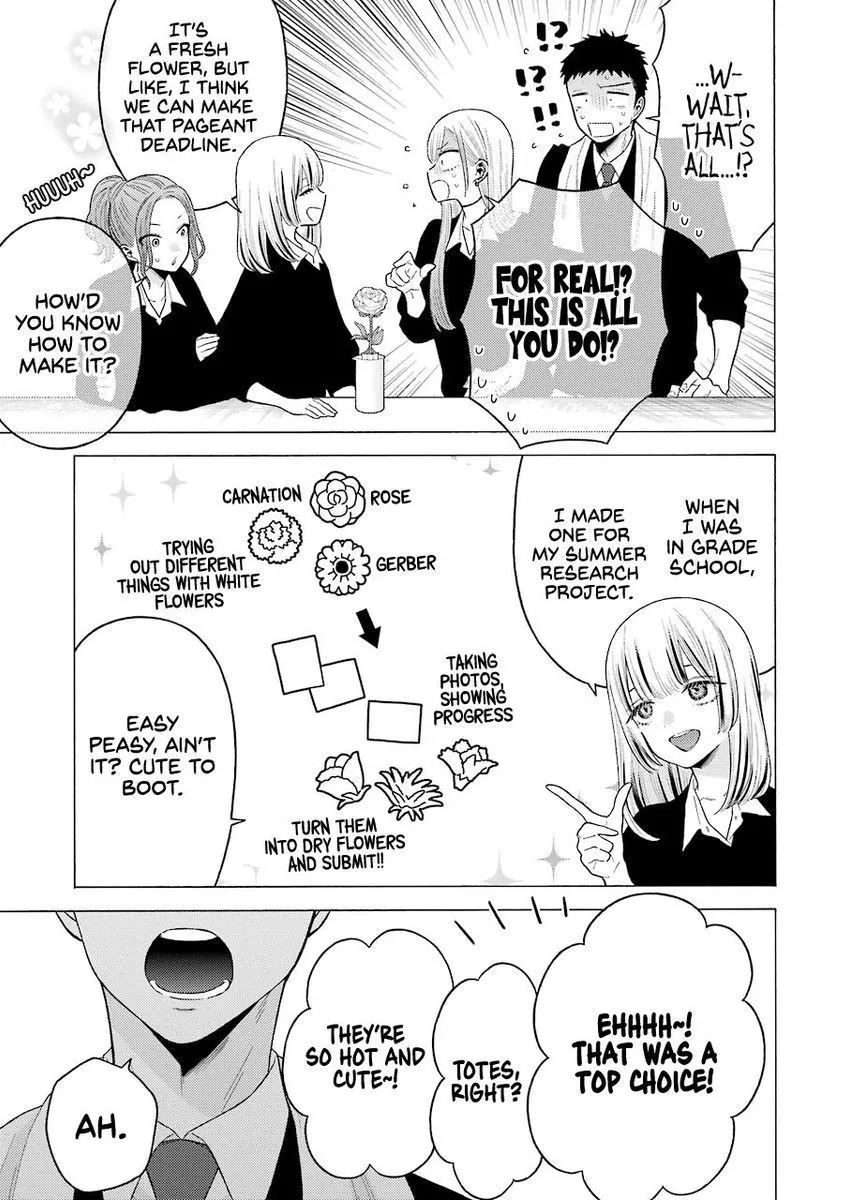 ...W-
WAIT,
THAT'S
ALL...!?
!?
!?
!!
FOR REAL!?
THIS IS ALL
YOU DO!?
IT'S
A FRESH
FLOWER, BUT
LIKE, I THINK
WE CAN MAKE
THAT PAGEANT
DEADLINE.
HUUUH~
HOW'D
YOU KNOW
HOW TO
MAKE IT?
WHEN
I WAS
IN GRADE
SCHOOL,
I MADE
ONE FOR
MY SUMMER
RESEARCH
PROJECT.
CARNATION
ROSE
GERBER
TRYING
OUT DIFFERENT
THINGS WITH WHITE
FLOWERS
TAKING
PHOTOS,
SHOWING
PROGRESS
TURN THEM
INTO DRY FLOWERS
AND SUBMIT!!
EASY
PEASY, AIN'T
IT? CUTE TO
BOOT.
EHHHH~!
THAT WAS A
TOP CHOICE!
TOTES,
RIGHT?
THEY'RE
SO HOT AND
CUTE~!
AH.